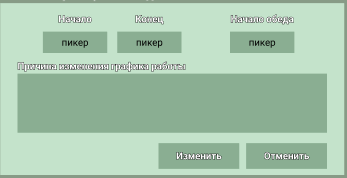 Начало Конец Начало обеда
пикер пикер пикер
Причина изменения графика работы
Изменить Отменить